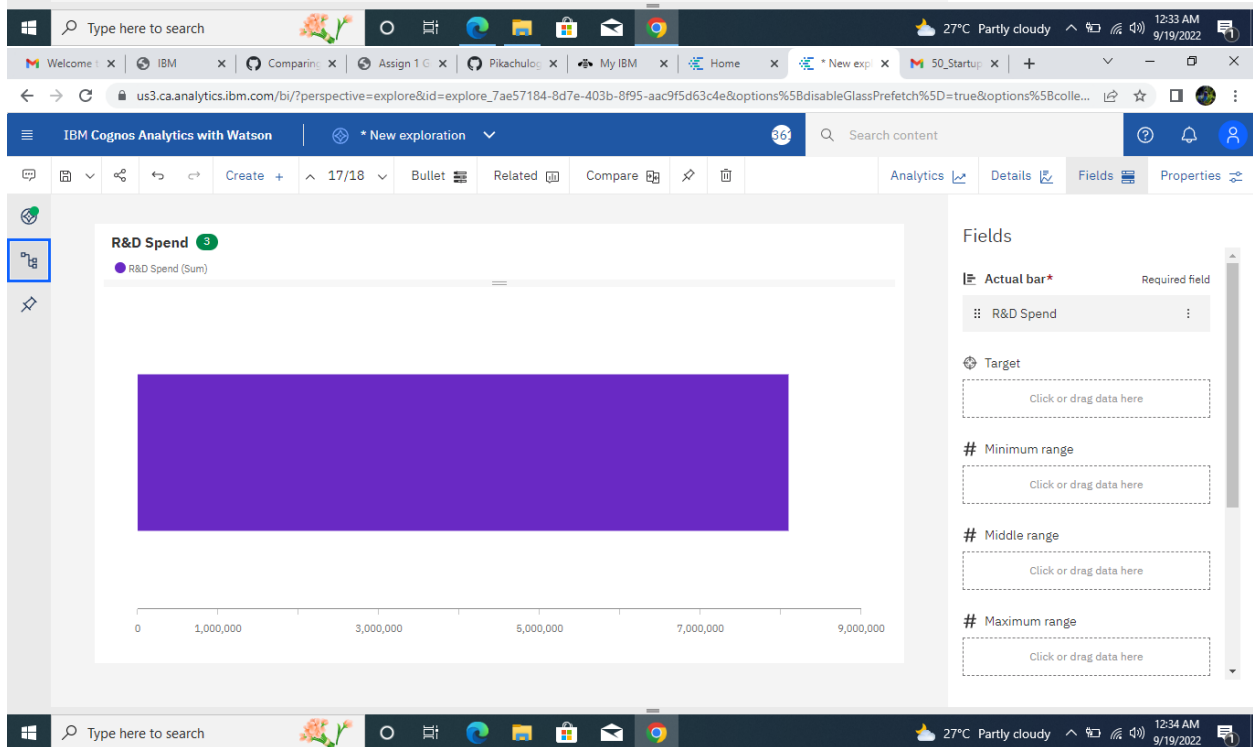 Type here to search
27°C Partly cloudy
12:33 AM
9/19/2022
1
Welcome t
IBM
Comparing
Assign 1 G
Pikachulog
My IBM
Home
* New expl
50_Startup
us3.ca.analytics.ibm.com/bi/?perspective=explore&id=explore_7ae57184-8d7e-403b-8f95-aac9f5d63c4e&options%5BdisableGlassPrefetch%5D=true&options%5Bcolle...
IBM Cognos Analytics with Watson
* New exploration
Search content
Create +
17/18
Bullet
Related
Compare
Analytics
Details
Fields
Properties
R&D Spend 3
R&D Spend (Sum)
0 1,000,000 3,000,000 5,000,000 7,000,000 9,000,000
Fields
Actual bar* Required field
R&D Spend
Target
Click or drag data here
# Minimum range
Click or drag data here
# Middle range
Click or drag data here
# Maximum range
Click or drag data here
Type here to search
27°C Partly cloudy
12:34 AM
9/19/2022
1